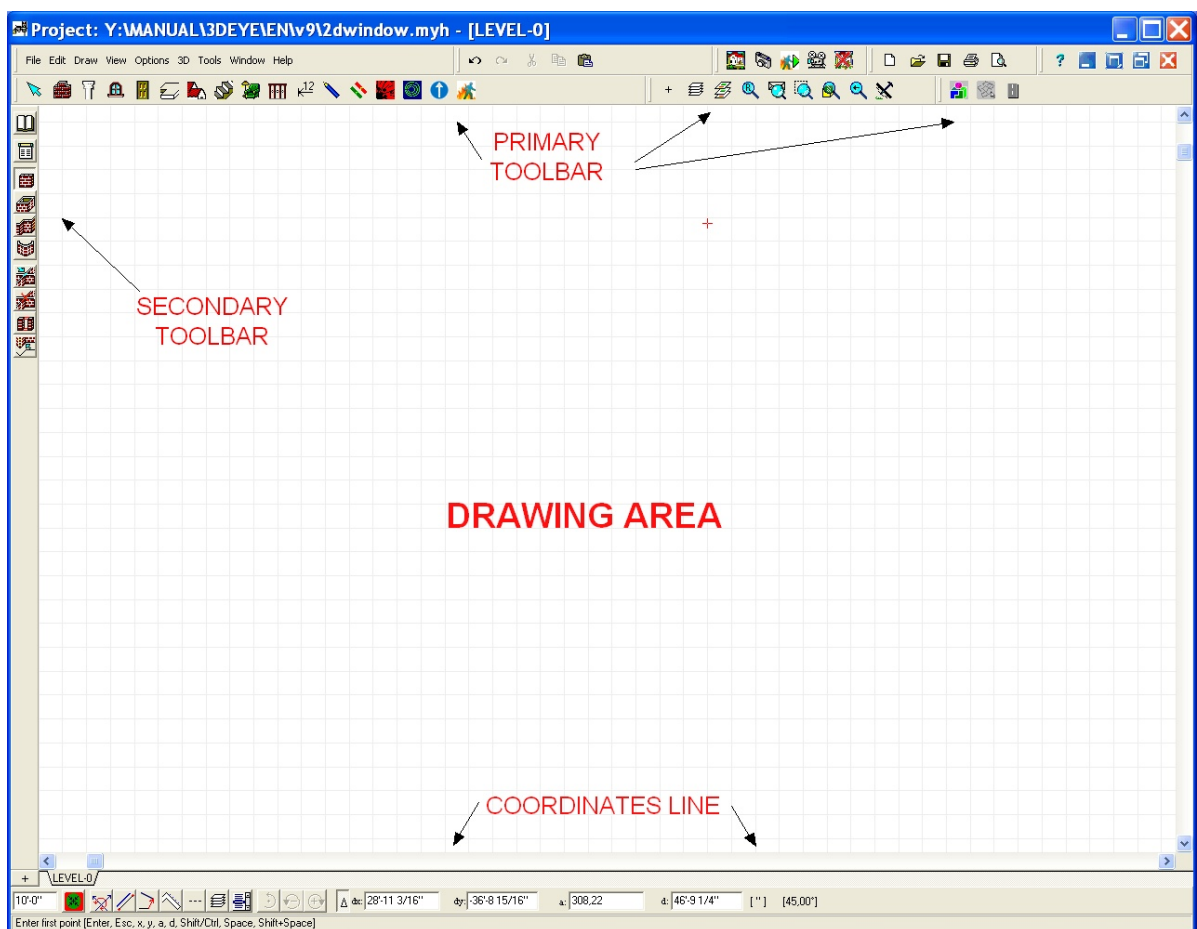 Project: Y:\MANUAL\3DEYE\EN\v9\2dwindow.myh - [LEVEL-0]
File Edit Draw View Options 3D Tools Window Help
PRIMARY
TOOLBAR
SECONDARY
TOOLBAR
DRAWING AREA
COORDINATES LINE
+ LEVEL-0
10'-0" Δ dx: 28'-11 3/16" dy: -36'-8 15/16" a: 308,22 d: 46'-9 1/4" ["] [45,00°]
Enter first point [Enter, Esc, x, y, a, d, Shift/Ctrl, Space, Shift+Space]